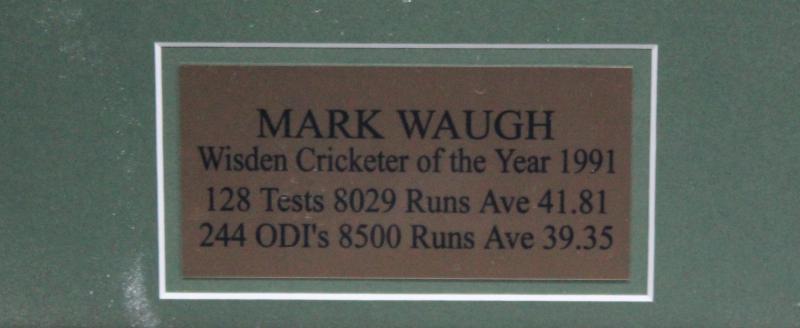 MARK WAUGH
Wisden Cricketer of the Year 1991
128 Tests 8029 Runs Ave 41.81
244 ODI's 8500 Runs Ave 39.35